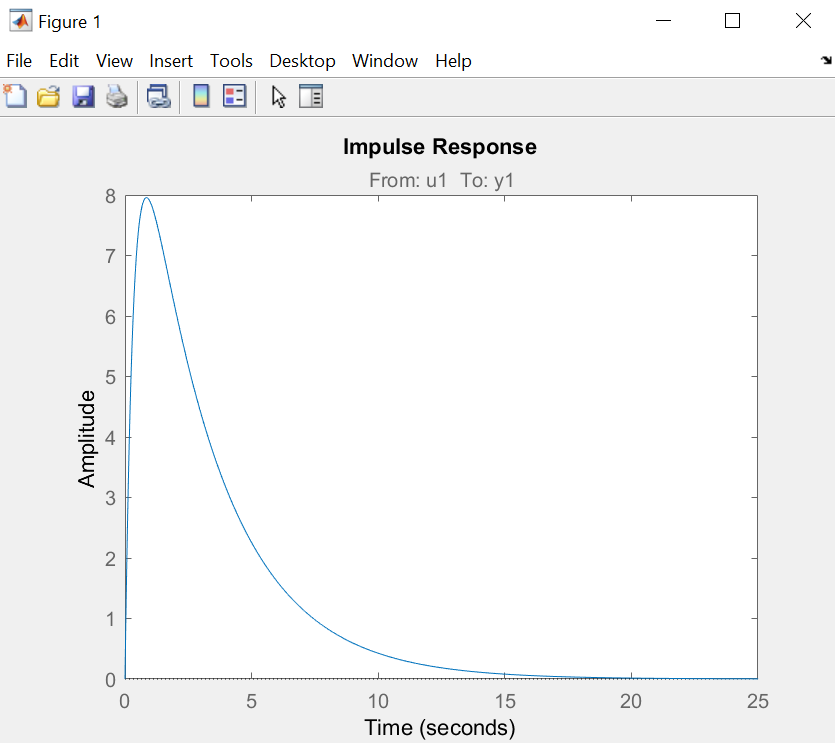 Figure 1
File Edit View Insert Tools Desktop Window Help
Impulse Response
From: u1 To: y1
8
7
6
5
4
3
2
1
0
Amplitude
0 5 10 15 20 25
Time (seconds)